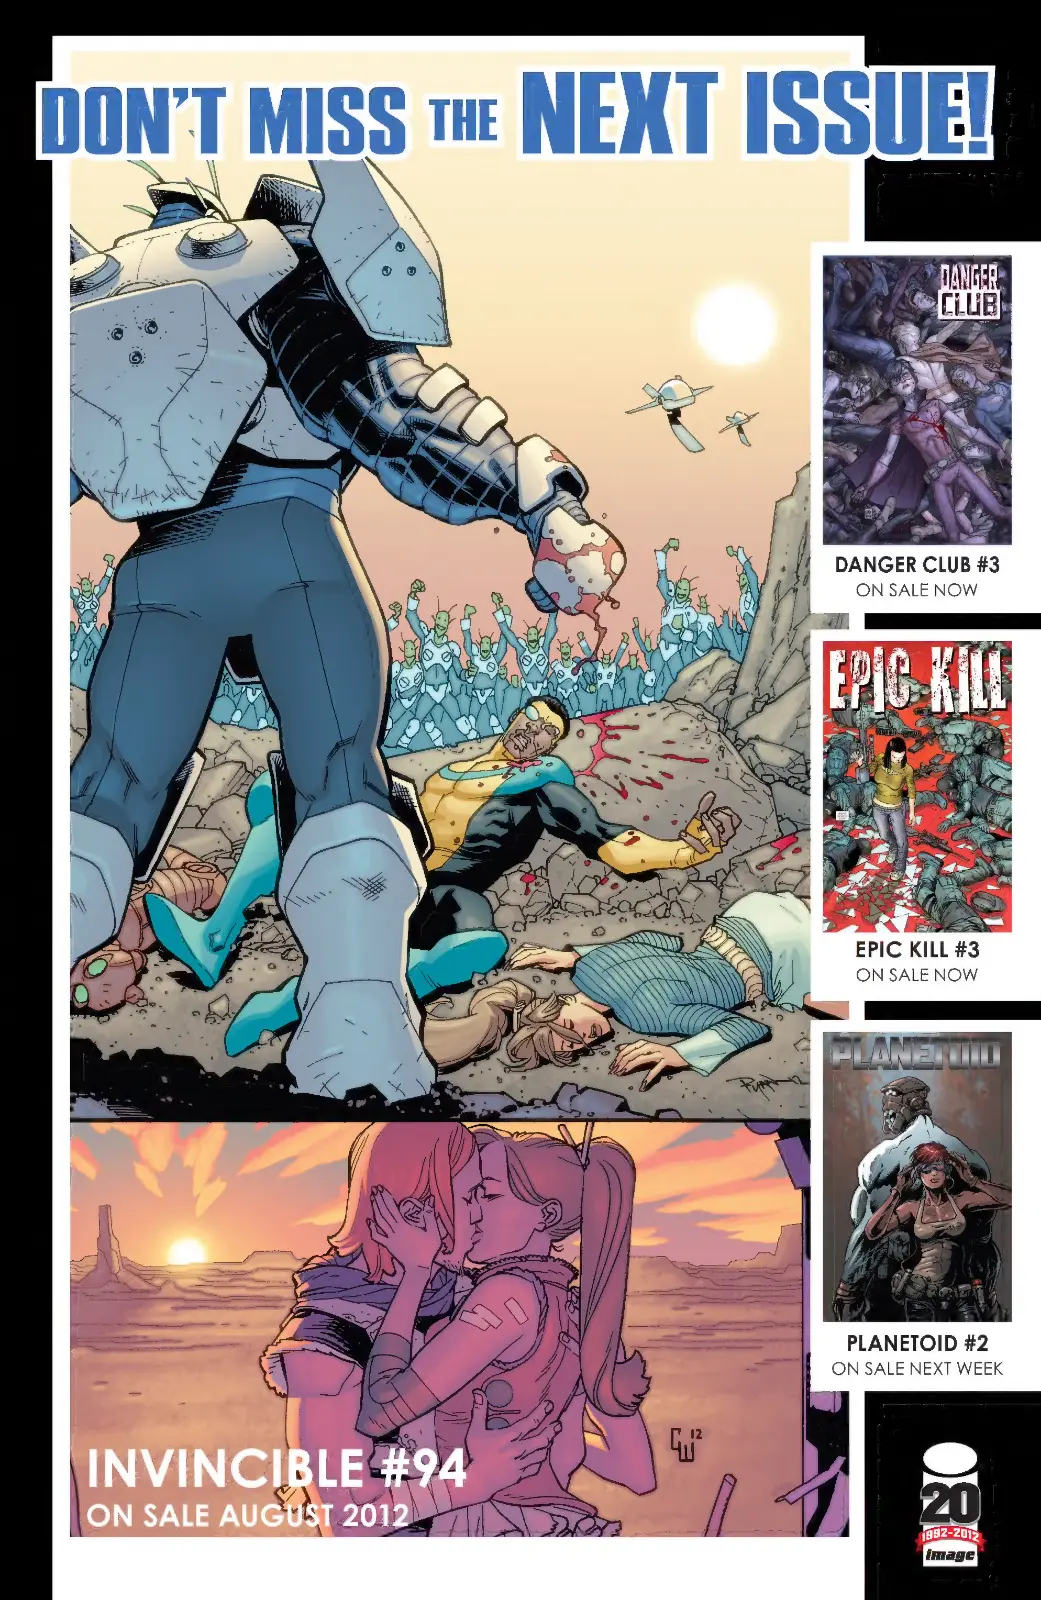 DON'T MISS THE NEXT ISSUE!
DANGER
CLUB
DANGER CLUB #3
ON SALE NOW
EPIC KILL
EPIC KILL #3
ON SALE NOW
PLANETOID
PLANETOID #2
ON SALE NEXT WEEK
CW 12
INVINCIBLE #94
ON SALE AUGUST 2012
20
1992-2012
image